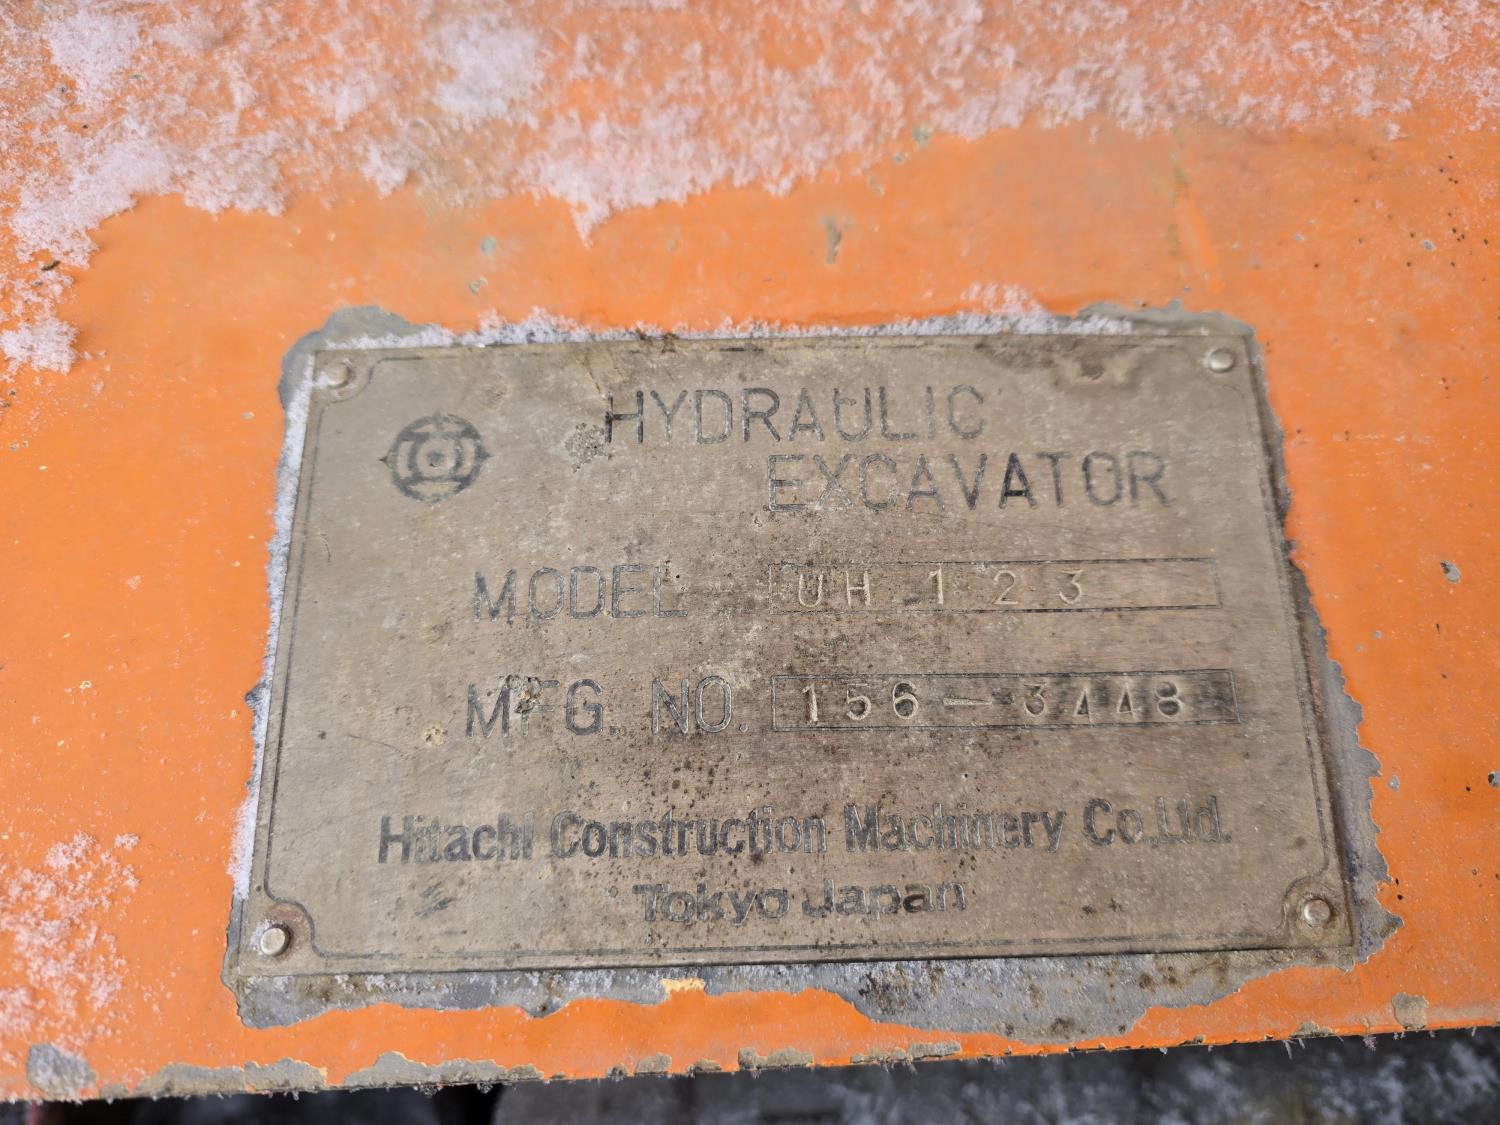 HYDRAULIC
EXCAVATOR
MODEL UH 123
MFG. NO. 156-3448
Hitachi Construction Machinery Co.,Ltd.
Tokyo Japan